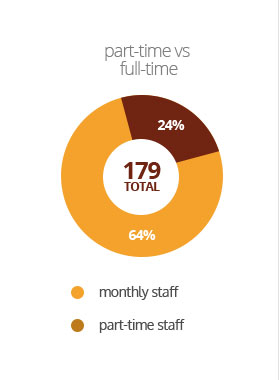 part-time vs
full-time
24%
179
TOTAL
64%
monthly staff
part-time staff